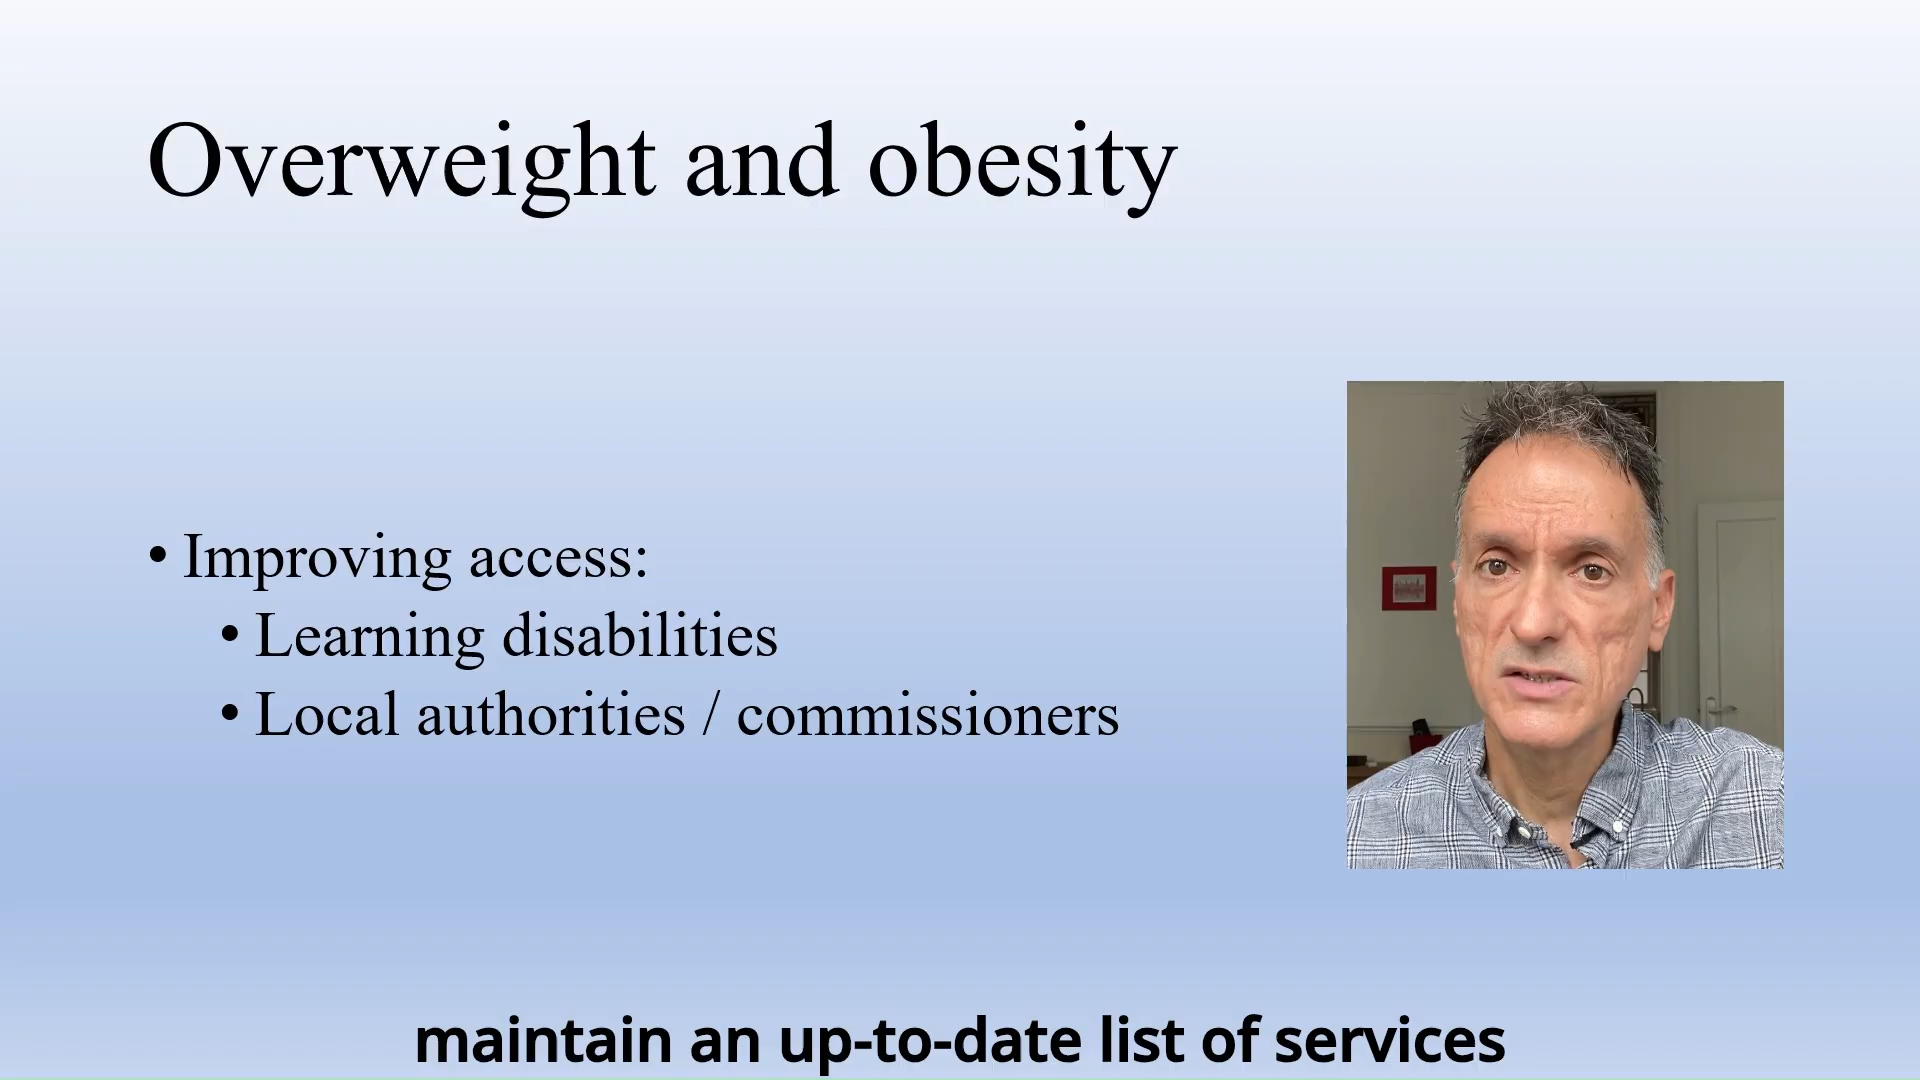 Overweight and obesity
• Improving access:
• Learning disabilities
• Local authorities / commissioners
maintain an up-to-date list of services